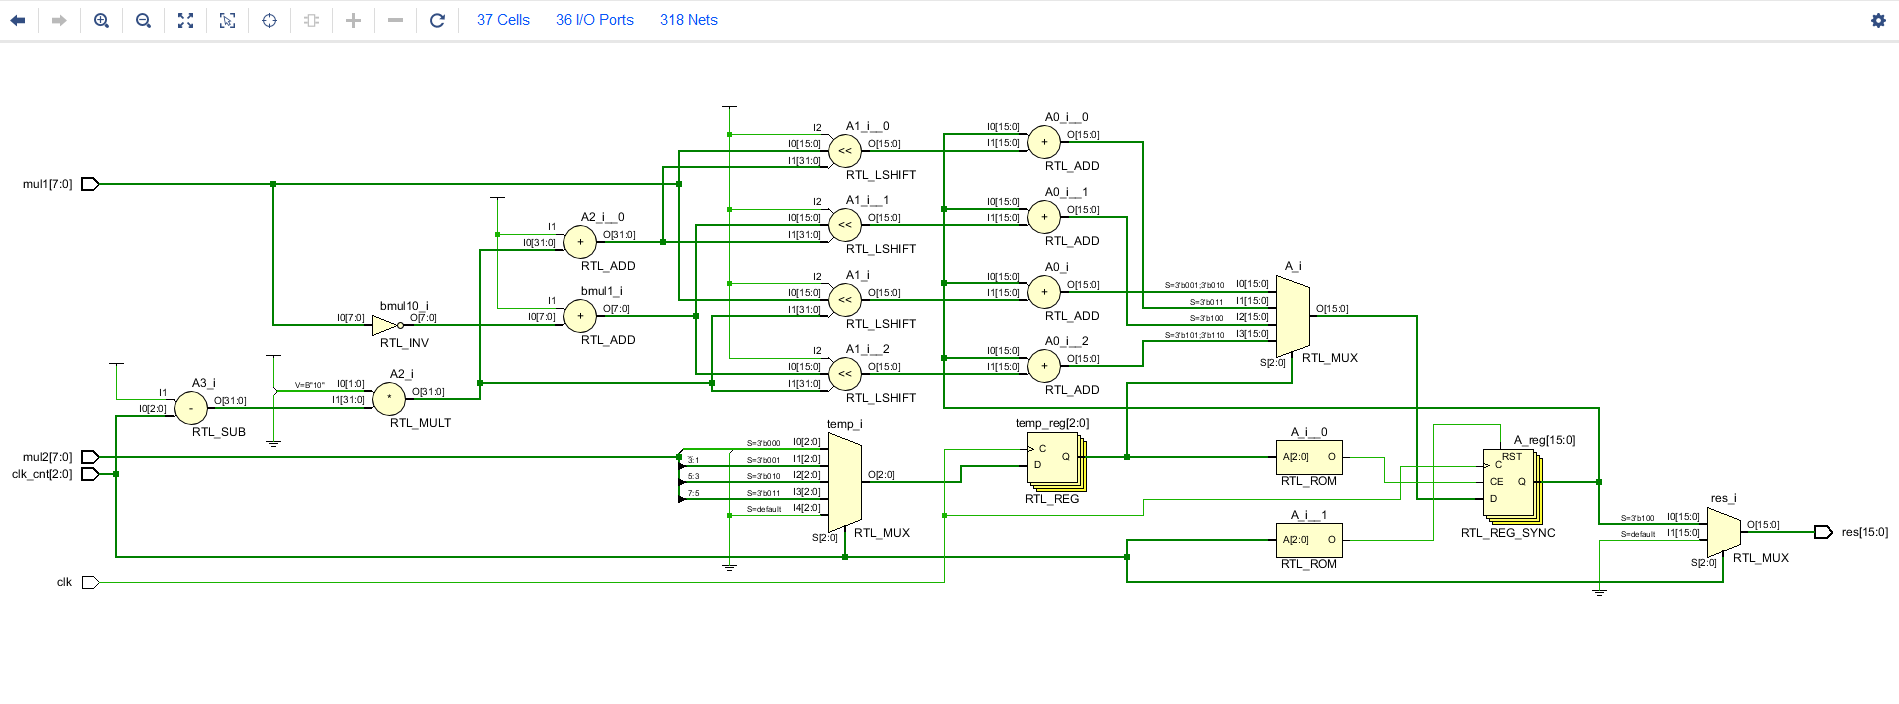 37 Cells 36 I/O Ports 318 Nets
mul1[7:0]
mul2[7:0]
clk_cnt[2:0]
clk
I1
I0[2:0]
A3_i
-
O[31:0]
RTL_SUB
V=B"10"
I0[1:0]
I1[31:0]
A2_i
*
O[31:0]
RTL_MULT
I0[7:0]
bmul10_i
O[7:0]
RTL_INV
I1
I0[31:0]
A2_i__0
+
O[31:0]
RTL_ADD
I1
I0[7:0]
bmul1_i
+
O[7:0]
RTL_ADD
I2
I0[15:0]
I1[31:0]
A1_i__0
<<
O[15:0]
RTL_LSHIFT
I2
I0[15:0]
I1[31:0]
A1_i__1
<<
O[15:0]
RTL_LSHIFT
I2
I0[15:0]
I1[31:0]
A1_i
<<
O[15:0]
RTL_LSHIFT
I2
I0[15:0]
I1[31:0]
A1_i__2
<<
O[15:0]
RTL_LSHIFT
I0[15:0]
I1[15:0]
A0_i__0
+
O[15:0]
RTL_ADD
I0[15:0]
I1[15:0]
A0_i__1
+
O[15:0]
RTL_ADD
I0[15:0]
I1[15:0]
A0_i
+
O[15:0]
RTL_ADD
I0[15:0]
I1[15:0]
A0_i__2
+
O[15:0]
RTL_ADD
temp_i
S=3'b000 I0[2:0]
3:1 S=3'b001 I1[2:0]
5:3 S=3'b010 I2[2:0]
7:5 S=3'b011 I3[2:0]
S=default I4[2:0]
S[2:0]
O[2:0]
RTL_MUX
temp_reg[2:0]
C
D
Q
RTL_REG
A_i
S=3'b001;3'b010 I0[15:0]
S=3'b011 I1[15:0]
S=3'b100 I2[15:0]
S=3'b101;3'b110 I3[15:0]
S[2:0]
O[15:0]
RTL_MUX
A_i__0
A[2:0] O
RTL_ROM
A_i__1
A[2:0] O
RTL_ROM
A_reg[15:0]
RST
C
CE Q
D
RTL_REG_SYNC
res_i
S=3'b100 I0[15:0]
S=default I1[15:0]
S[2:0]
O[15:0]
RTL_MUX
res[15:0]